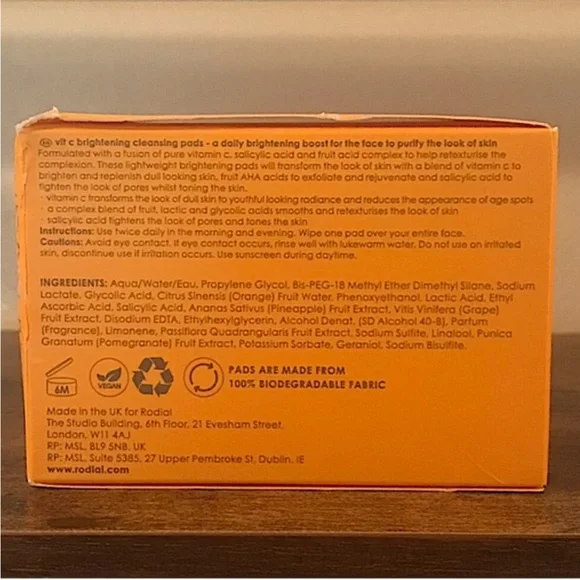 vit c brightening cleansing pads - a daily brightening boost for the face to purify the look of skin
Formulated with a fusion of pure vitamin c, salicylic acid and fruit acid complex to help retexturise the
complexion. These lightweight brightening pads will transform the look of skin with a blend of vitamin c to
brighten and replenish dull looking skin, fruit AHA acids to exfoliate and rejuvenate and salicylic acid to
tighten the look of pores whilst toning the skin.
- vitamin c transforms the look of dull skin to youthful looking radiance and reduces the appearance of age spots
- a complex blend of fruit, lactic and glycolic acids smooths and retexturises the look of skin
- salicylic acid tightens the look of pores and tones the skin
Instructions: Use twice daily in the morning and evening. Wipe one pad over your entire face.
Cautions: Avoid eye contact. If eye contact occurs, rinse well with lukewarm water. Do not use on irritated
skin, discontinue use if irritation occurs. Use sunscreen during daytime.
INGREDIENTS: Aqua/Water/Eau, Propylene Glycol, Bis-PEG-18 Methyl Ether Dimethyl Silane, Sodium
Lactate, Glycolic Acid, Citrus Sinensis (Orange) Fruit Water, Phenoxyethanol, Lactic Acid, Ethyl
Ascorbic Acid, Salicylic Acid, Ananas Sativus (Pineapple) Fruit Extract, Vitis Vinifera (Grape)
Fruit Extract, Disodium EDTA, Ethylhexylglycerin, Alcohol Denat. (SD Alcohol 40-B), Parfum
(Fragrance), Limonene, Passiflora Quadrangularis Fruit Extract, Sodium Sulfite, Linalool, Punica
Granatum (Pomegranate) Fruit Extract, Potassium Sorbate, Geraniol, Sodium Bisulfite.
6M
VEGAN
PADS ARE MADE FROM
100% BIODEGRADABLE FABRIC
Made in the UK for Rodial
The Studio Building, 6th Floor, 21 Evesham Street,
London, W11 4AJ
RP: MSL, BL9 5NB, UK
RP: MSL, Suite 5385, 27 Upper Pembroke St, Dublin, IE
www.rodial.com